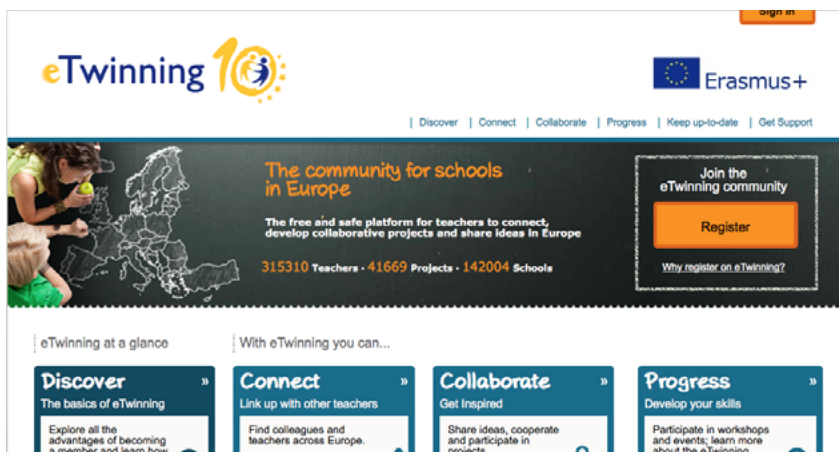 Sign in
eTwinning 10
Erasmus+
| Discover | Connect | Collaborate | Progress | Keep up-to-date | Get Support
The community for schools
in Europe
The free and safe platform for teachers to connect,
develop collaborative projects and share ideas in Europe
315310 Teachers · 41669 Projects · 142004 Schools
Join the
eTwinning community
Register
Why register on eTwinning?
eTwinning at a glance
With eTwinning you can...
Discover »
The basics of eTwinning
Explore all the
advantages of becoming
a member and learn how
Connect »
Link up with other teachers
Find colleagues and
teachers across Europe.
Collaborate »
Get Inspired
Share ideas, cooperate
and participate in
projects
Progress »
Develop your skills
Participate in workshops
and events; learn more
about the eTwinning